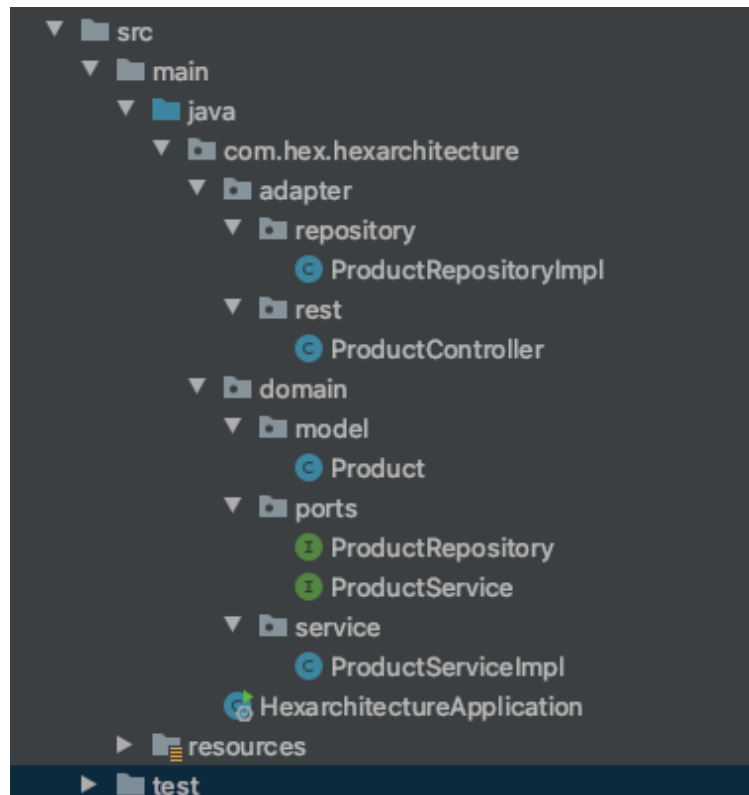 src
main
java
com.hex.hexarchitecture
adapter
repository
C ProductRepositoryImpl
rest
C ProductController
domain
model
C Product
ports
I ProductRepository
I ProductService
service
C ProductServiceImpl
HexarchitectureApplication
resources
test